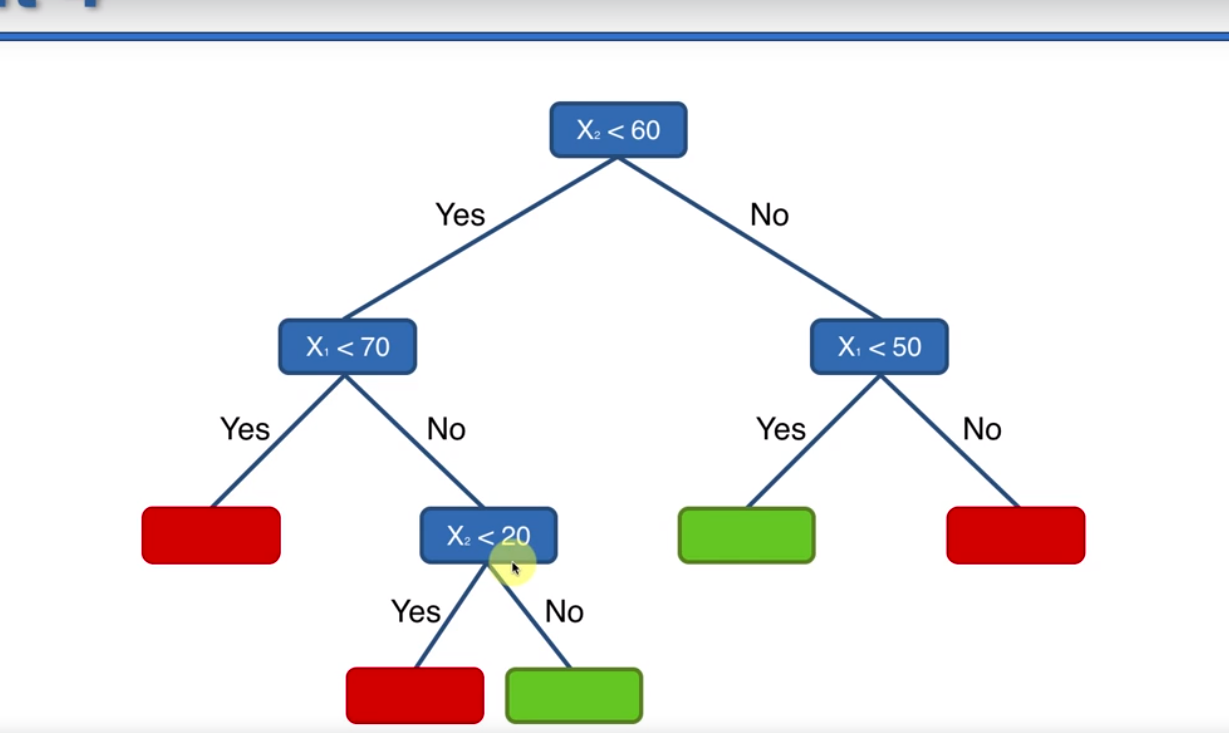 X₂ < 60
Yes
No
X₁ < 70
X₁ < 50
Yes
No
Yes
No
X₂ < 20
Yes
No